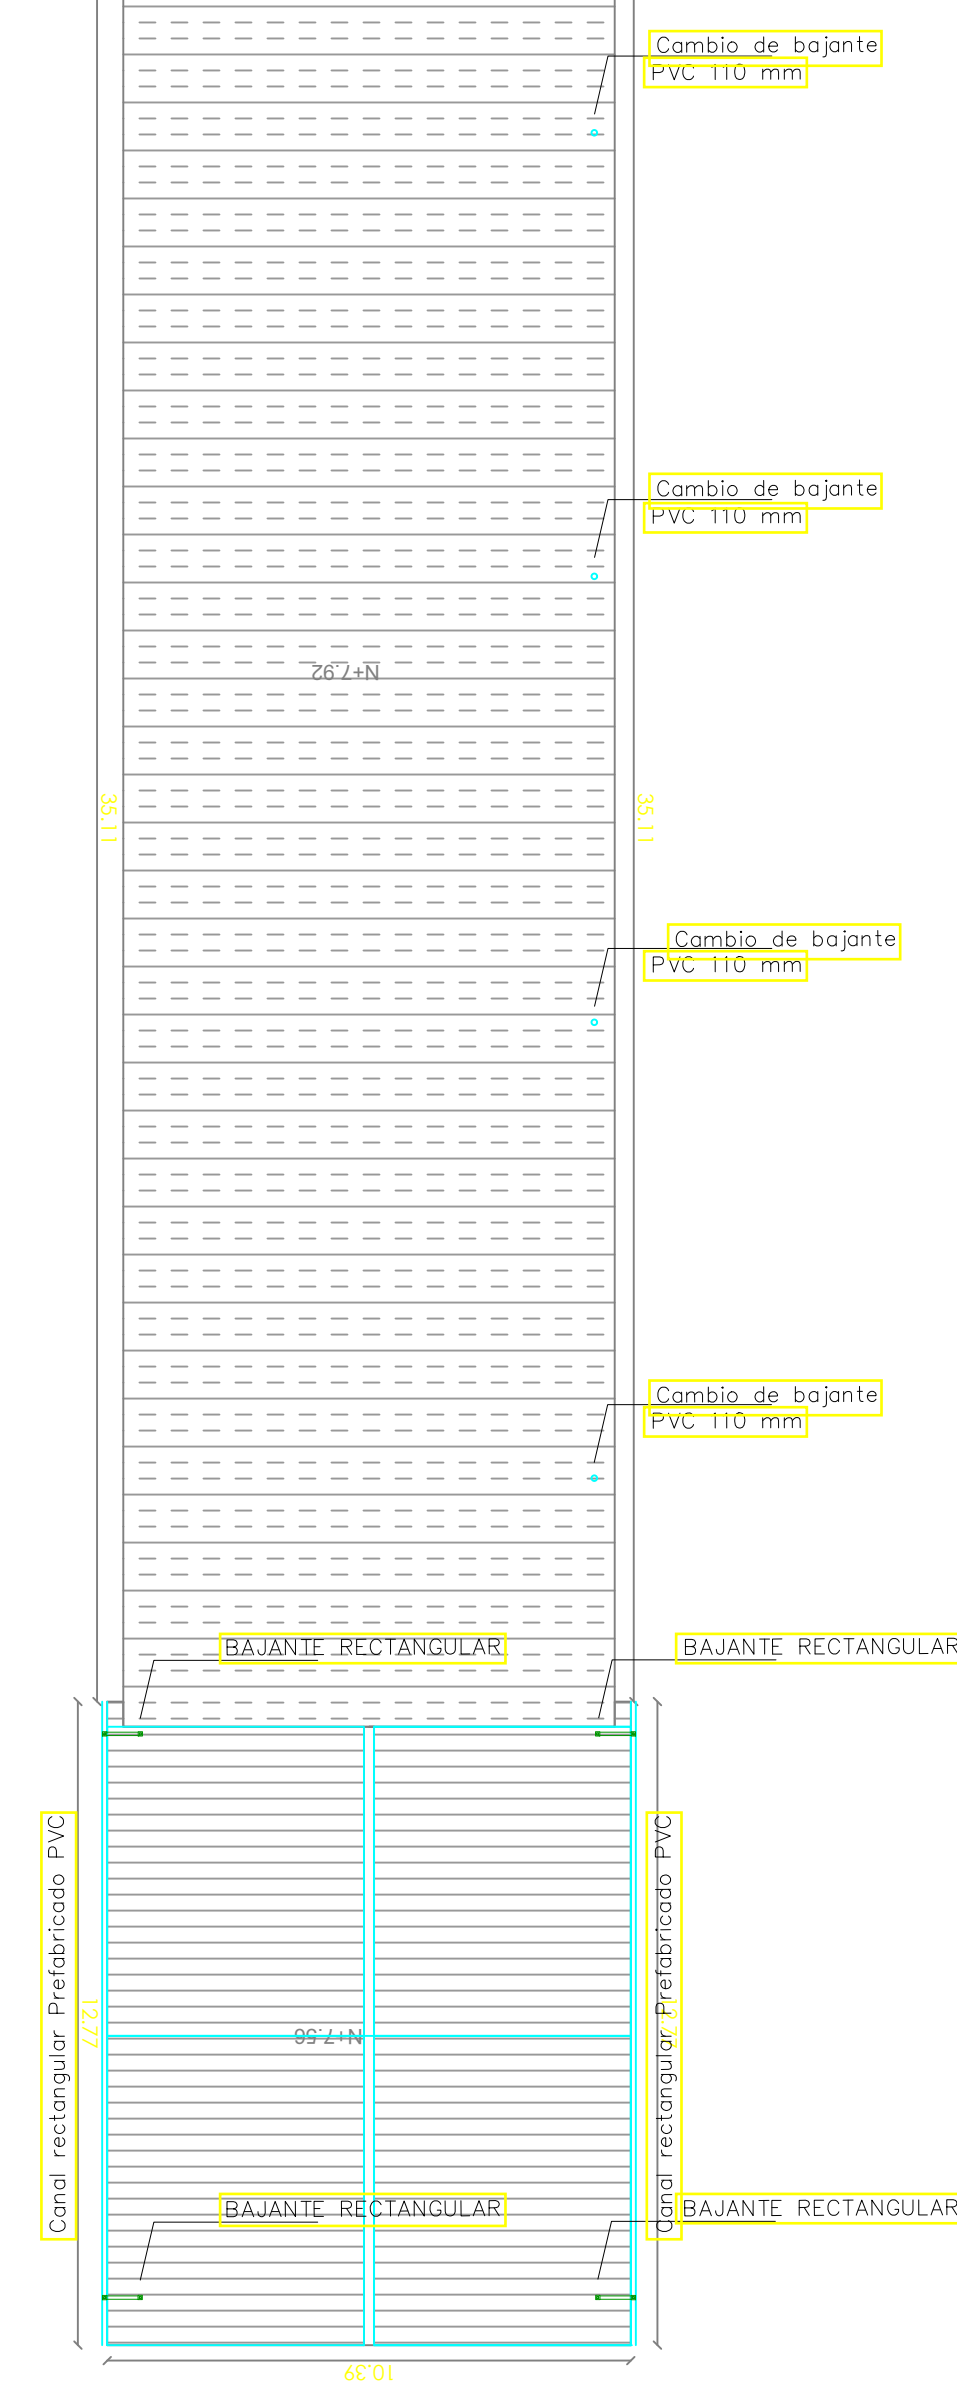 Cambio de bajante
PVC 110 mm
Cambio de bajante
PVC 110 mm
N+7.92
35.11
35.11
Cambio de bajante
PVC 110 mm
Cambio de bajante
PVC 110 mm
BAJANTE RECTANGULAR
BAJANTE RECTANGULAR
Canal rectangular Prefabricado PVC
Canal rectangular Prefabricado PVC
12.77
12.77
N+7.56
BAJANTE RECTANGULAR
BAJANTE RECTANGULAR
10.39